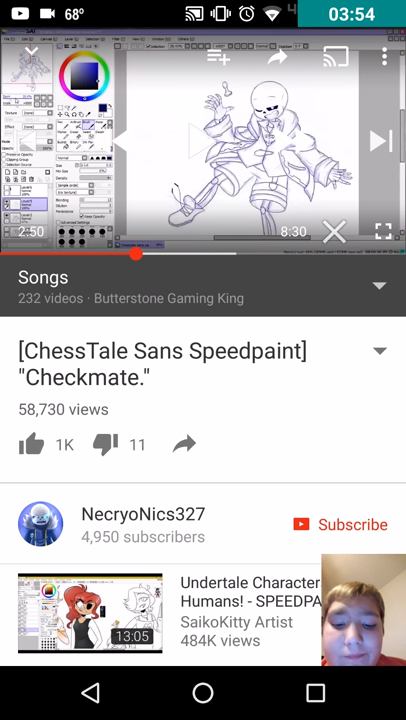 68°
03:54
SAI
2:50
8:30
Songs
232 videos · Butterstone Gaming King
[ChessTale Sans Speedpaint]
"Checkmate."
58,730 views
1K
11
NecryoNics327
4,950 subscribers
Subscribe
Undertale Character
Humans! - SPEEDPA
SaikoKitty Artist
484K views
13:05